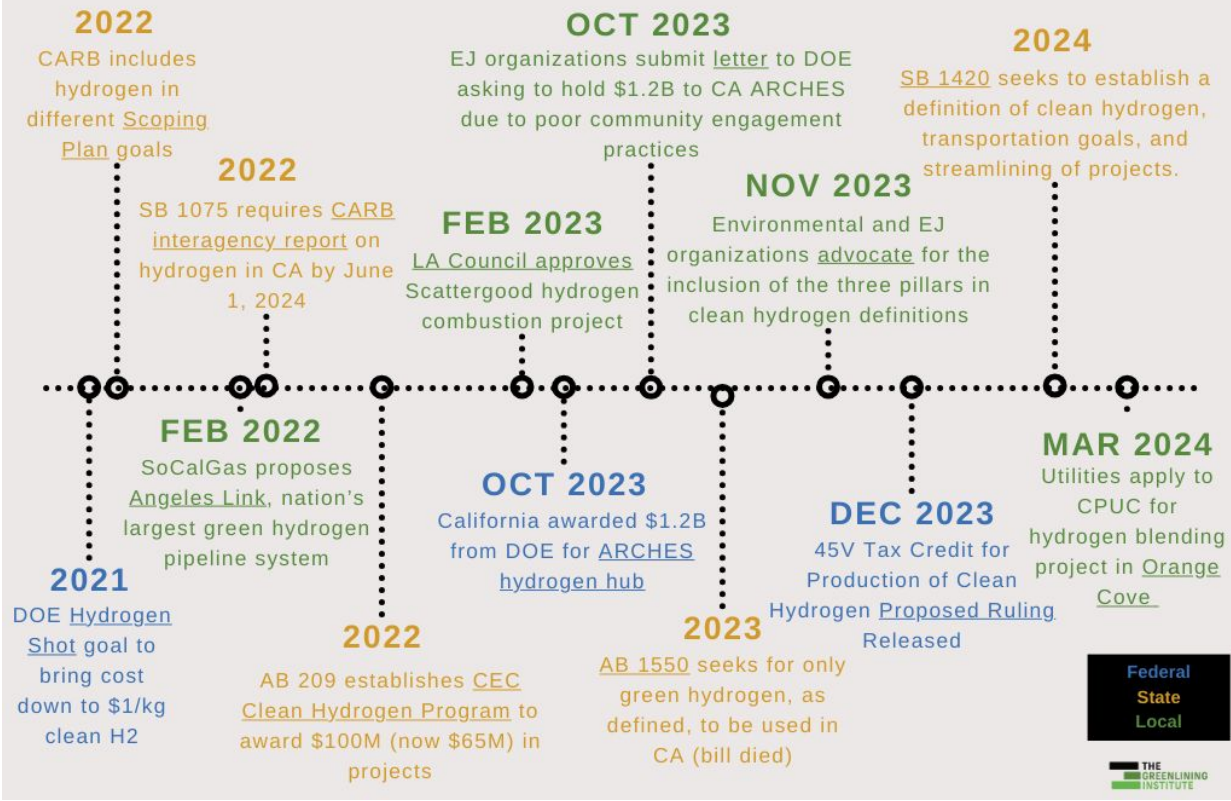 2022
CARB includes
hydrogen in
different Scoping
Plan goals
2022
SB 1075 requires CARB
interagency report on
hydrogen in CA by June
1, 2024
FEB 2023
LA Council approves
Scattergood hydrogen
combustion project
OCT 2023
EJ organizations submit letter to DOE
asking to hold $1.2B to CA ARCHES
due to poor community engagement
practices
NOV 2023
Environmental and EJ
organizations advocate for the
inclusion of the three pillars in
clean hydrogen definitions
2024
SB 1420 seeks to establish a
definition of clean hydrogen,
transportation goals, and
streamlining of projects.
2021
DOE Hydrogen
Shot goal to
bring cost
down to $1/kg
clean H2
FEB 2022
SoCalGas proposes
Angeles Link, nation's
largest green hydrogen
pipeline system
2022
AB 209 establishes CEC
Clean Hydrogen Program to
award $100M (now $65M) in
projects
OCT 2023
California awarded $1.2B
from DOE for ARCHES
hydrogen hub
2023
AB 1550 seeks for only
green hydrogen, as
defined, to be used in
CA (bill died)
DEC 2023
45V Tax Credit for
Production of Clean
Hydrogen Proposed Ruling
Released
MAR 2024
Utilities apply to
CPUC for
hydrogen blending
project in Orange
Cove
Federal
State
Local
THE
GREENLINING
INSTITUTE